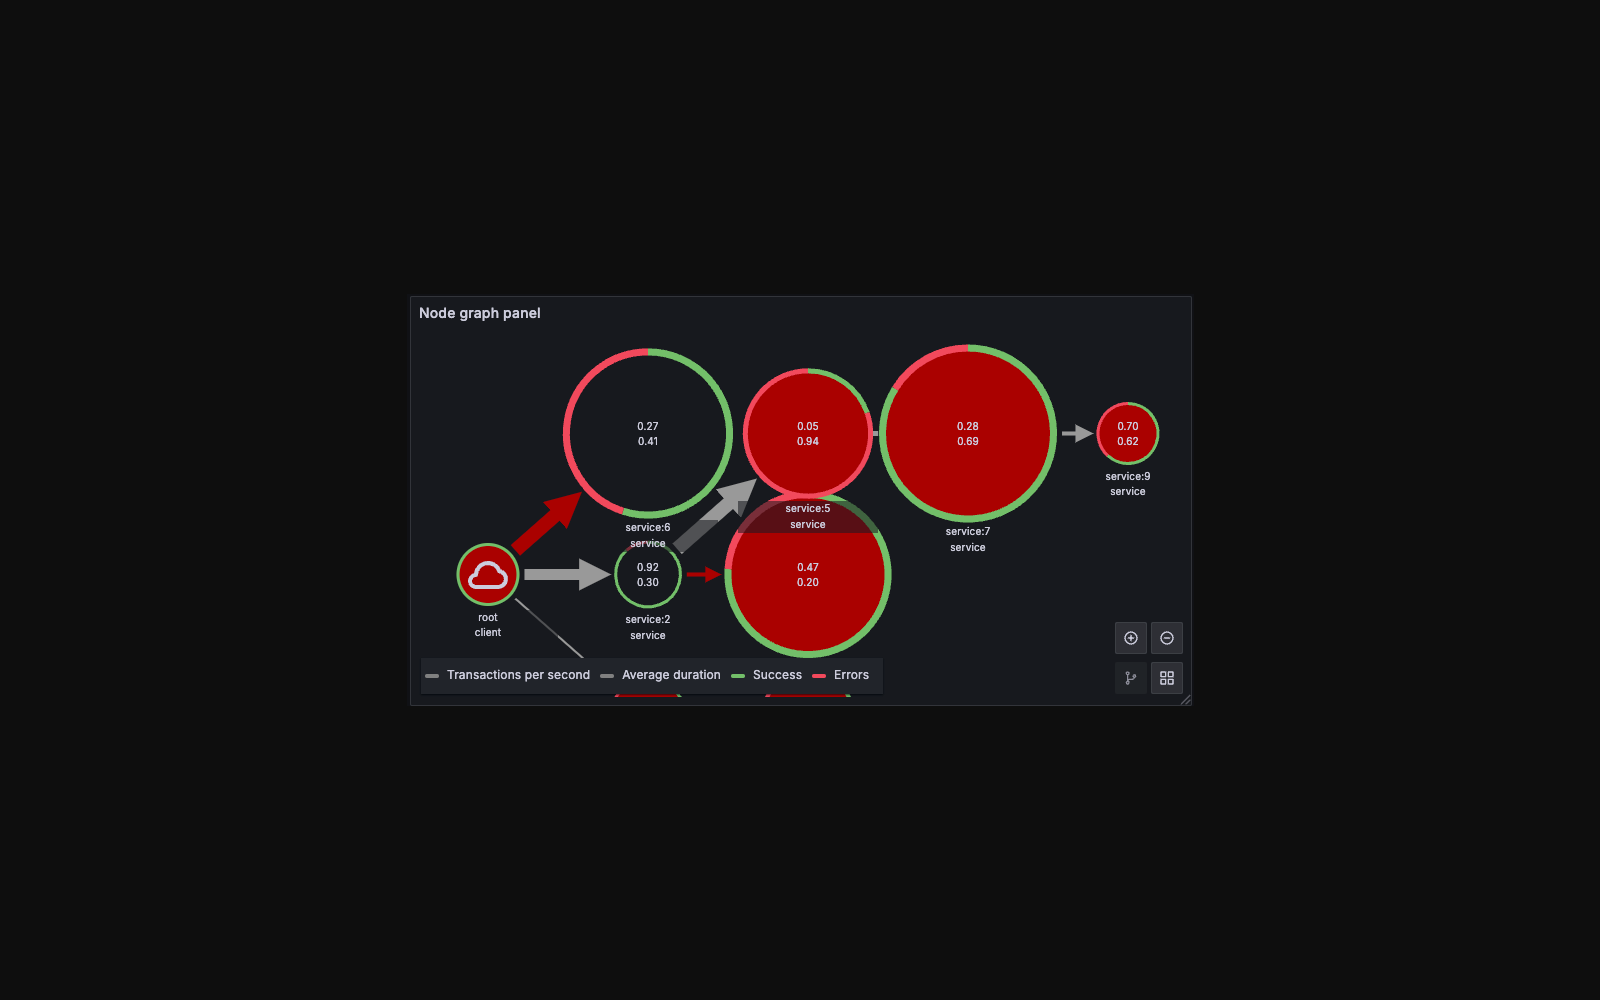 Node graph panel
0.27
0.41
service:6
service
0.05
0.94
service:5
service
0.28
0.69
service:7
service
0.70
0.62
service:9
service
root
client
0.92
0.30
service:2
service
0.47
0.20
Transactions per second
Average duration
Success
Errors